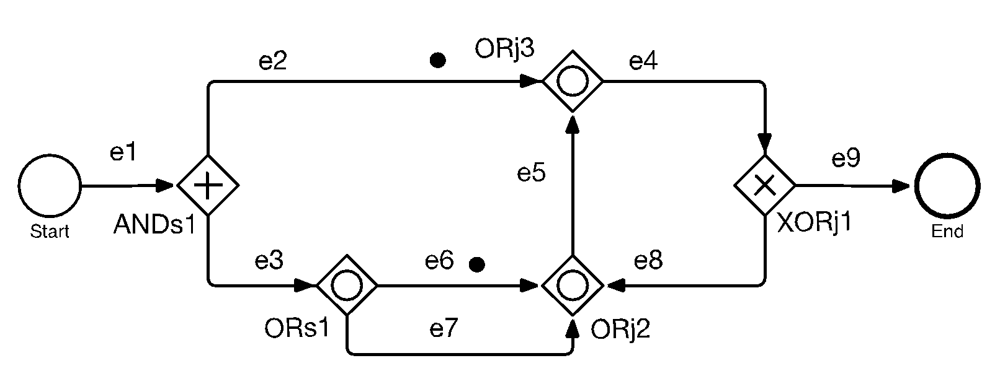 ORj3
e2
e4
e1
e9
e5
Start
ANDs1
XORj1
End
e3
e6
e8
ORs1
e7
ORj2